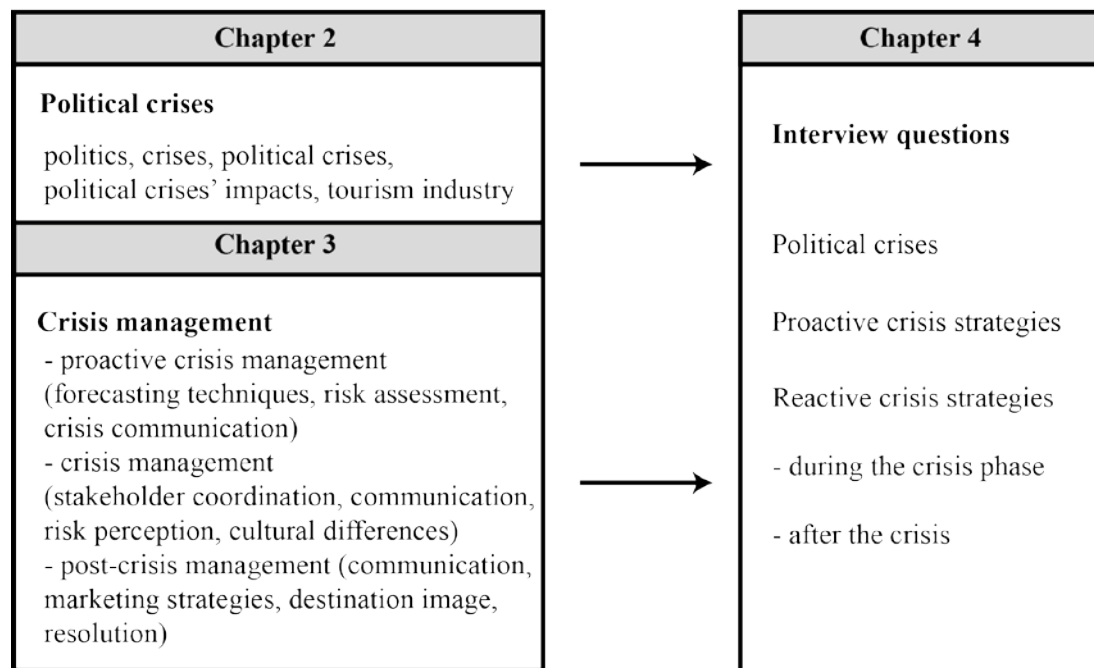 Chapter 2
Political crises
politics, crises, political crises,
political crises’ impacts, tourism industry
Chapter 3
Crisis management
- proactive crisis management
(forecasting techniques, risk assessment,
crisis communication)
- crisis management
(stakeholder coordination, communication,
risk perception, cultural differences)
- post-crisis management (communication,
marketing strategies, destination image,
resolution)
Chapter 4
Interview questions
Political crises
Proactive crisis strategies
Reactive crisis strategies
- during the crisis phase
- after the crisis